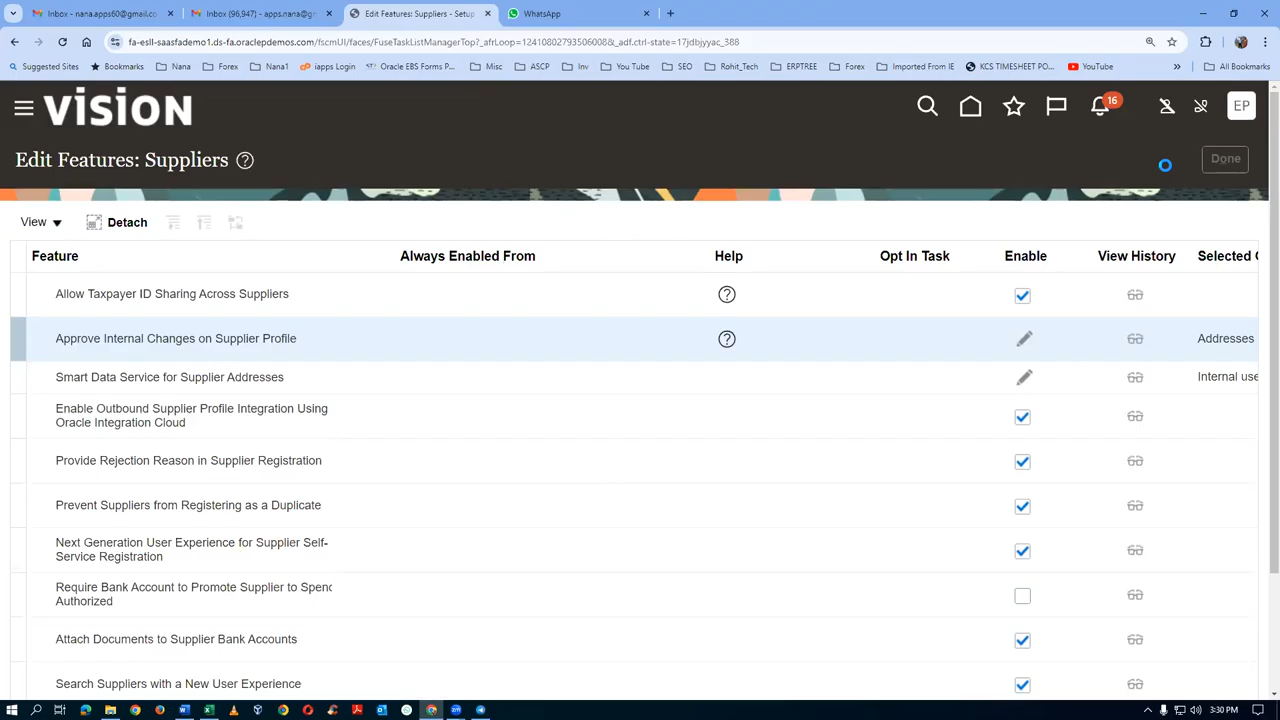 Inbox - nana.apps60@gmail.co
Inbox (96,947) - apps.nana@g
Edit Features: Suppliers - Setup
WhatsApp
fa-esll-saasfademo1.ds-fa.oraclepdemos.com/fscmUI/faces/FuseTaskListManagerTop?_afrLoop=1241080279350600​8&_adf.ctrl-state=17jdbjyyac_388
Suggested Sites
Bookmarks
Nana
Forex
Nana1
iapps Login
Oracle EBS Forms P...
Misc
ASCP
Inv
You Tube
SEO
Rohit_Tech
ERPTREE
Forex
Imported From IE
KCS TIMESHEET PO...
YouTube
»
All Bookmarks
VISION
16
EP
Edit Features: Suppliers
Done
View
Detach
Feature Always Enabled From Help Opt In Task Enable View History Selected
Allow Taxpayer ID Sharing Across Suppliers
Approve Internal Changes on Supplier Profile Addresses
Smart Data Service for Supplier Addresses Internal use
Enable Outbound Supplier Profile Integration Using
Oracle Integration Cloud
Provide Rejection Reason in Supplier Registration
Prevent Suppliers from Registering as a Duplicate
Next Generation User Experience for Supplier Self-
Service Registration
Require Bank Account to Promote Supplier to Spend
Authorized
Attach Documents to Supplier Bank Accounts
Search Suppliers with a New User Experience
3:30 PM